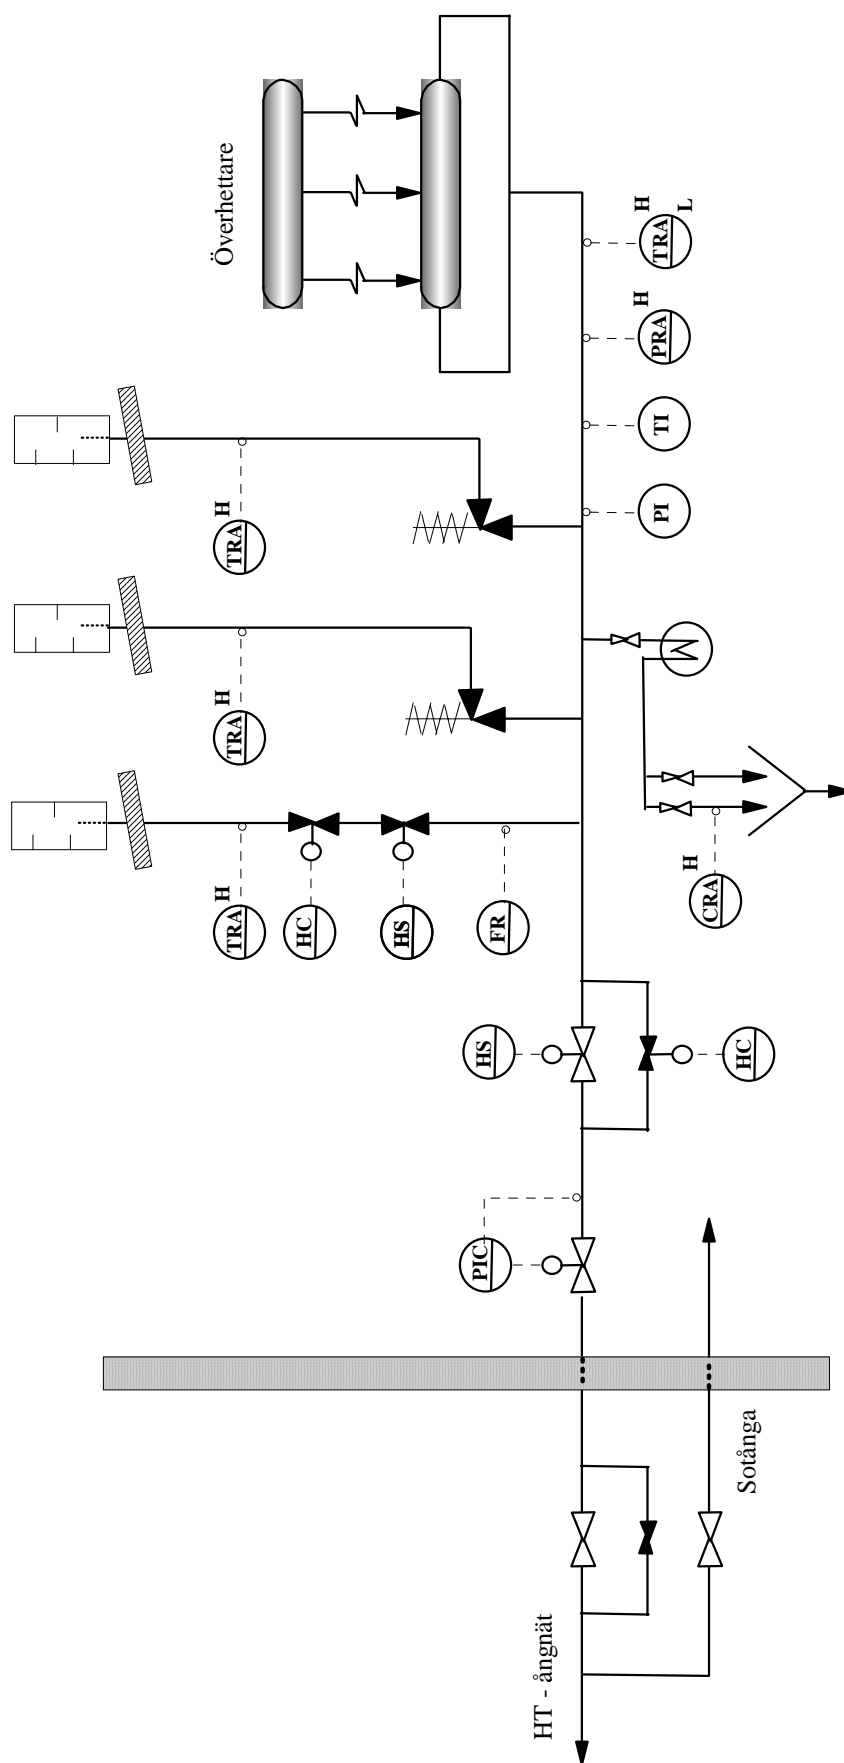 Överhettare
H
TRA
L
H
PRA
TI
PI
H
TRA
H
TRA
H
TRA
HC
HS
FR
H
CRA
HS
HC
PIC
Sotånga
HT - ångnät